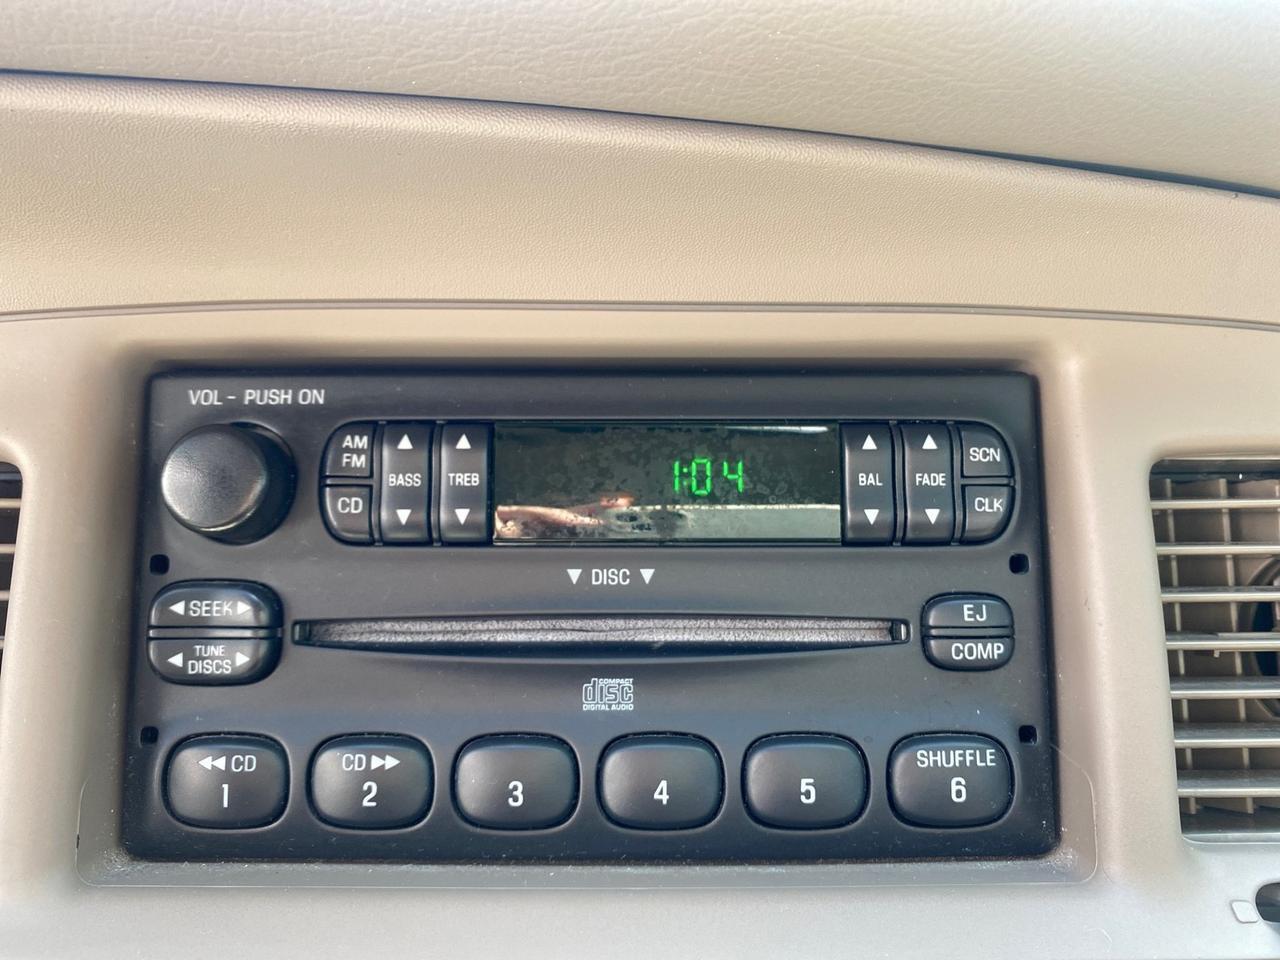 VOL - PUSH ON
AM
FM
CD
BASS
TREB
1:04
BAL
FADE
SCN
CLK
DISC
SEEK
TUNE
DISCS
EJ
COMP
COMPACT
disc
DIGITAL AUDIO
CD
1
CD
2
3
4
5
SHUFFLE
6